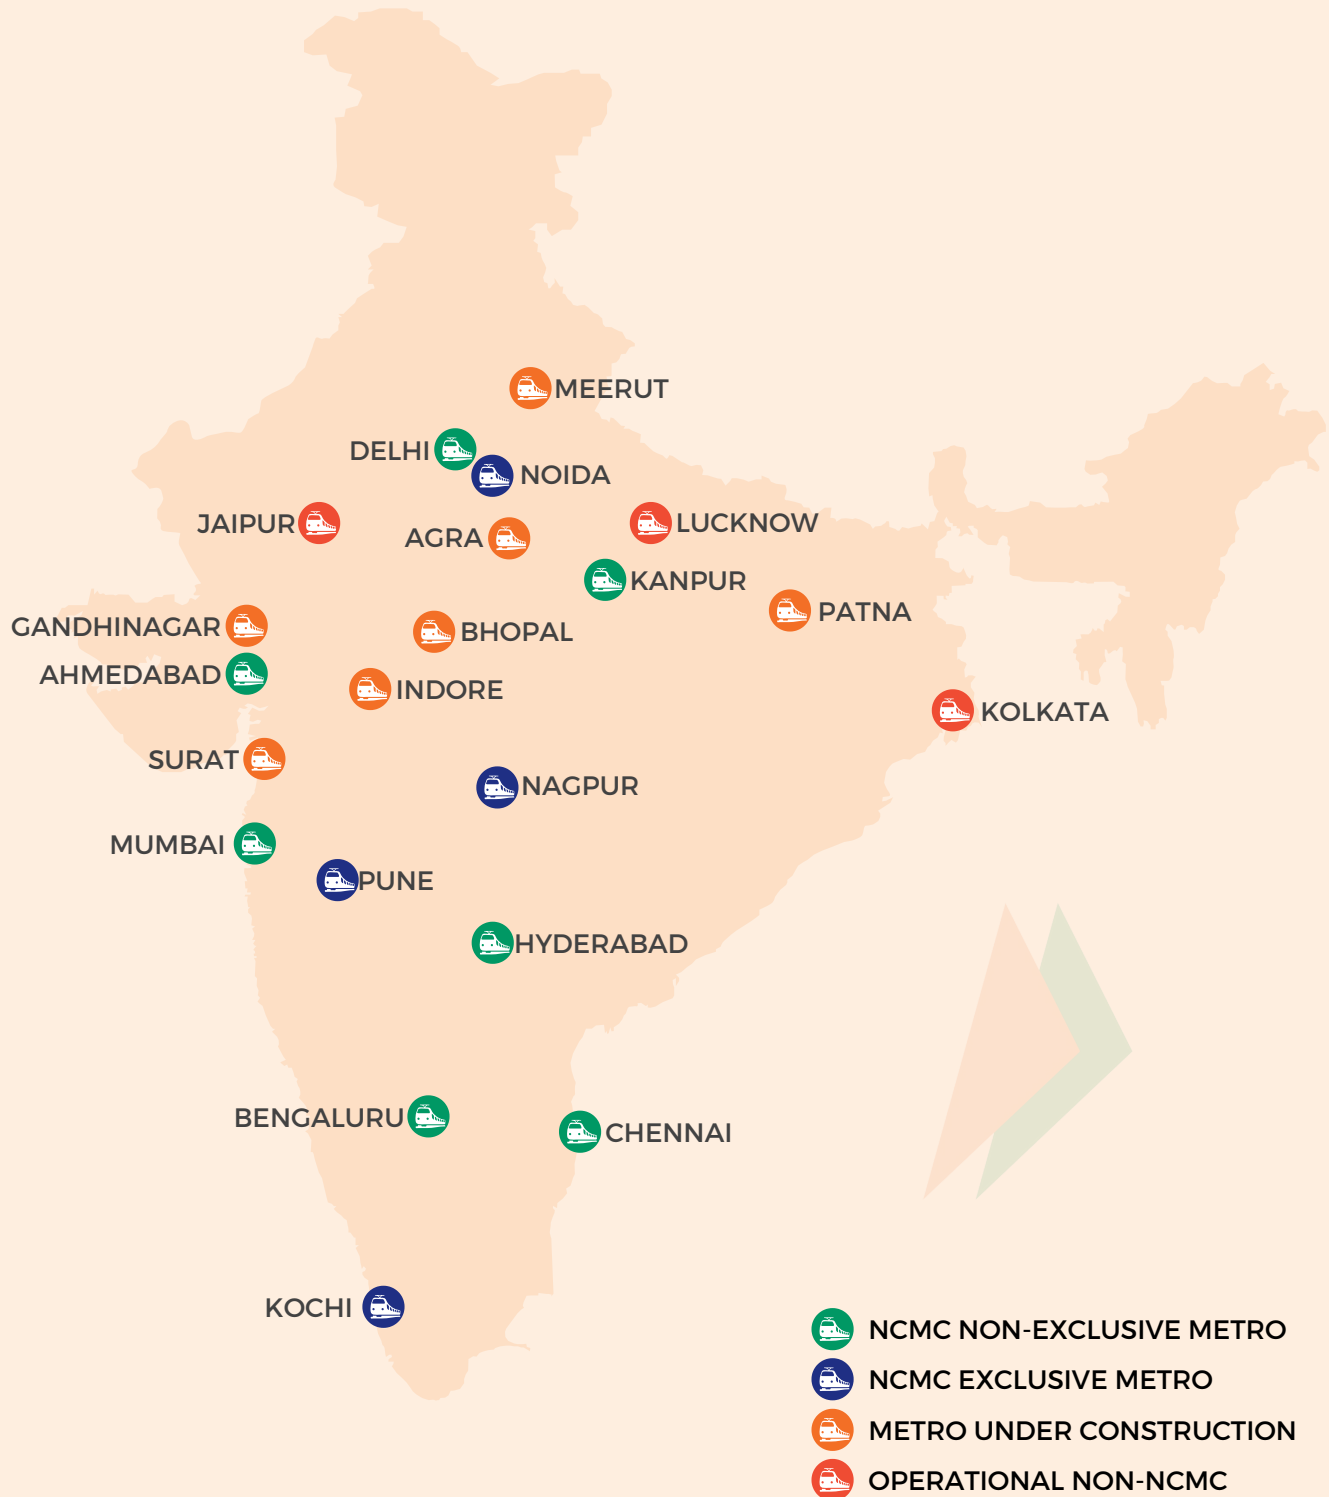 MEERUT
DELHI
NOIDA
JAIPUR
LUCKNOW
AGRA
KANPUR
PATNA
GANDHINAGAR
BHOPAL
AHMEDABAD
INDORE
KOLKATA
SURAT
NAGPUR
MUMBAI
PUNE
HYDERABAD
BENGALURU
CHENNAI
KOCHI
NCMC NON-EXCLUSIVE METRO
NCMC EXCLUSIVE METRO
METRO UNDER CONSTRUCTION
OPERATIONAL NON-NCMC